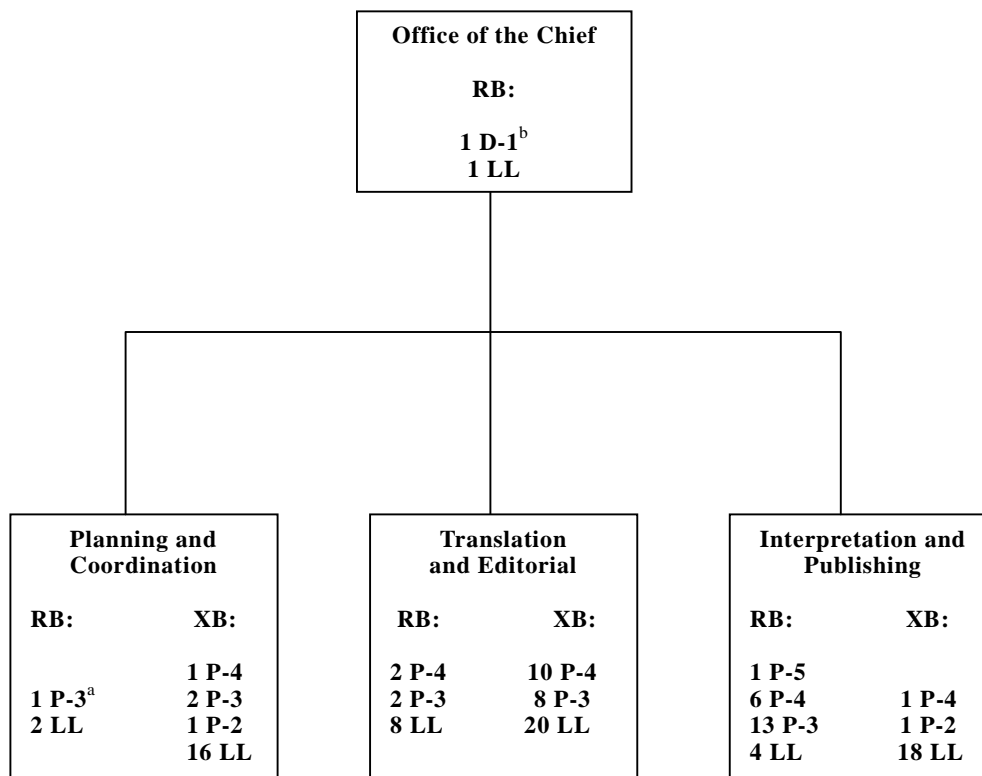 Office of the Chief
RB:
1 D-1b
1 LL
Planning and
Coordination
RB: XB:
1 P-4
1 P-3a 2 P-3
2 LL 1 P-2
16 LL
Translation
and Editorial
RB: XB:
2 P-4 10 P-4
2 P-3 8 P-3
8 LL 20 LL
Interpretation and
Publishing
RB: XB:
1 P-5
6 P-4 1 P-4
13 P-3 1 P-2
4 LL 18 LL